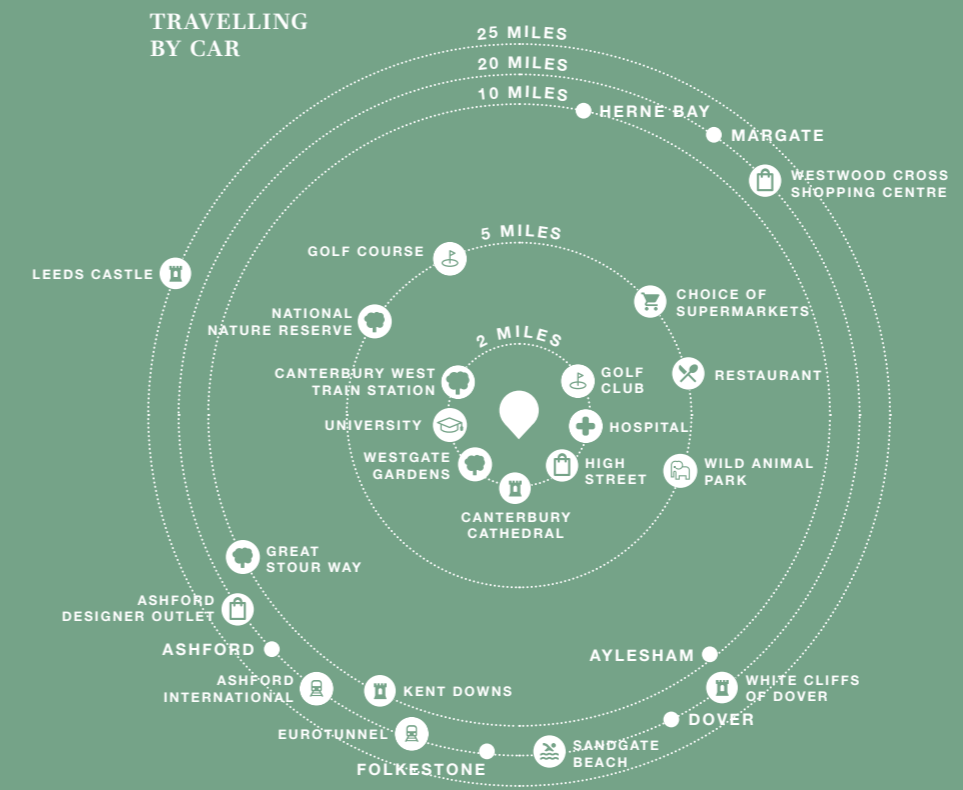 TRAVELLING
BY CAR
25 MILES
20 MILES
10 MILES
HERNE BAY
MARGATE
WESTWOOD CROSS
SHOPPING CENTRE
5 MILES
GOLF COURSE
LEEDS CASTLE
CHOICE OF
SUPERMARKETS
NATIONAL
NATURE RESERVE
2 MILES
CANTERBURY WEST
TRAIN STATION
GOLF
CLUB
RESTAURANT
UNIVERSITY
HOSPITAL
WESTGATE
GARDENS
HIGH
STREET
WILD ANIMAL
PARK
CANTERBURY
CATHEDRAL
GREAT
STOUR WAY
ASHFORD
DESIGNER OUTLET
ASHFORD
AYLESHAM
ASHFORD
INTERNATIONAL
KENT DOWNS
WHITE CLIFFS
OF DOVER
DOVER
EUROTUNNEL
SANDGATE
BEACH
FOLKESTONE